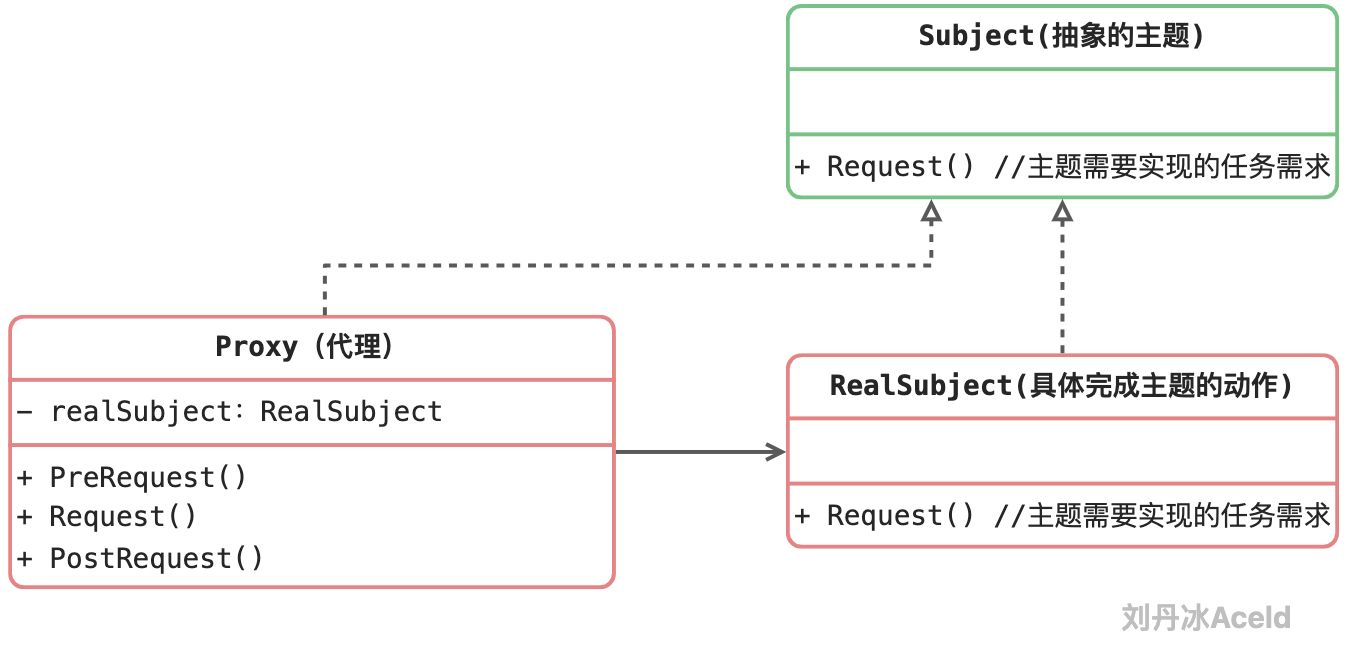 Subject(抽象的主题)
+ Request() //主题需要实现的任务需求
Proxy (代理)
- realSubject: RealSubject
+ PreRequest()
+ Request()
+ PostRequest()
RealSubject(具体完成主题的动作)
+ Request() //主题需要实现的任务需求
刘丹冰Aceld